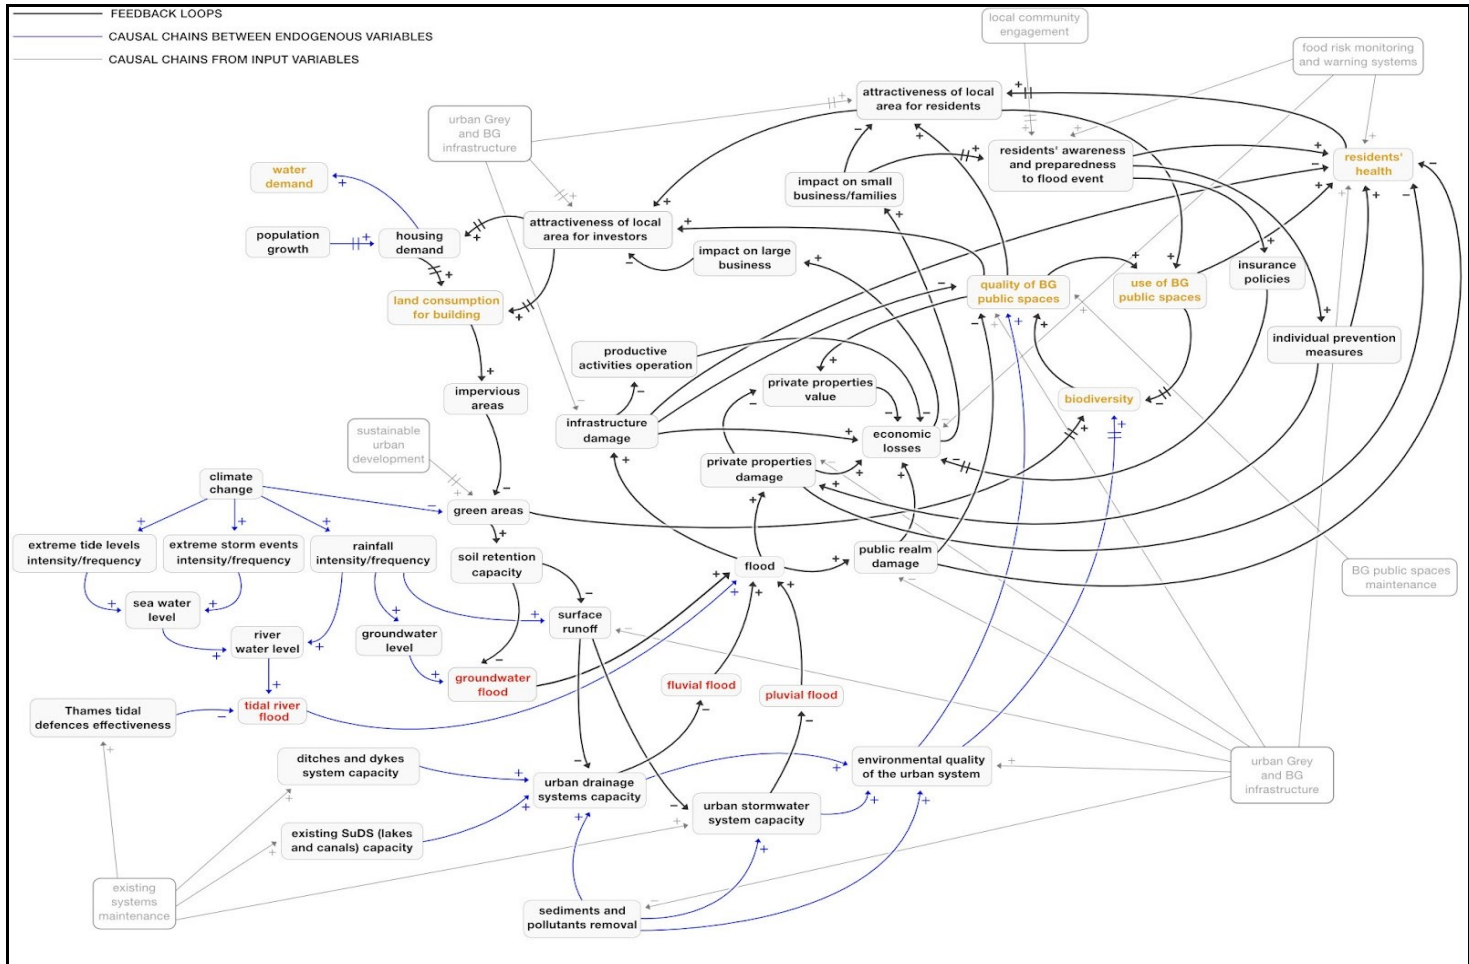 FEEDBACK LOOPS
CAUSAL CHAINS BETWEEN ENDOGENOUS VARIABLES
CAUSAL CHAINS FROM INPUT VARIABLES
local community
engagement
food risk monitoring
and warning systems
attractiveness of local
area for residents
urban Grey
and BG
infrastructure
residents' awareness
and preparedness
to flood event
residents'
health
water
demand
impact on small
business/families
population
growth
housing
demand
attractiveness of local
area for investors
impact on large
business
insurance
policies
quality of BG
public spaces
use of BG
public spaces
land consumption
for building
individual prevention
measures
productive
activities operation
private properties
value
impervious
areas
biodiversity
infrastructure
damage
economic
losses
sustainable
urban
development
private properties
damage
climate
change
green areas
extreme tide levels
intensity/frequency
extreme storm events
intensity/frequency
rainfall
intensity/frequency
soil retention
capacity
flood
public realm
damage
BG public spaces
maintenance
sea water
level
river
water level
groundwater
level
surface
runoff
groundwater
flood
fluvial flood
pluvial flood
Thames tidal
defences effectiveness
tidal river
flood
ditches and dykes
system capacity
urban drainage
systems capacity
environmental quality
of the urban system
urban Grey
and BG
infrastructure
urban stormwater
system capacity
existing SuDS (lakes
and canals) capacity
existing
systems
maintenance
sediments and
pollutants removal